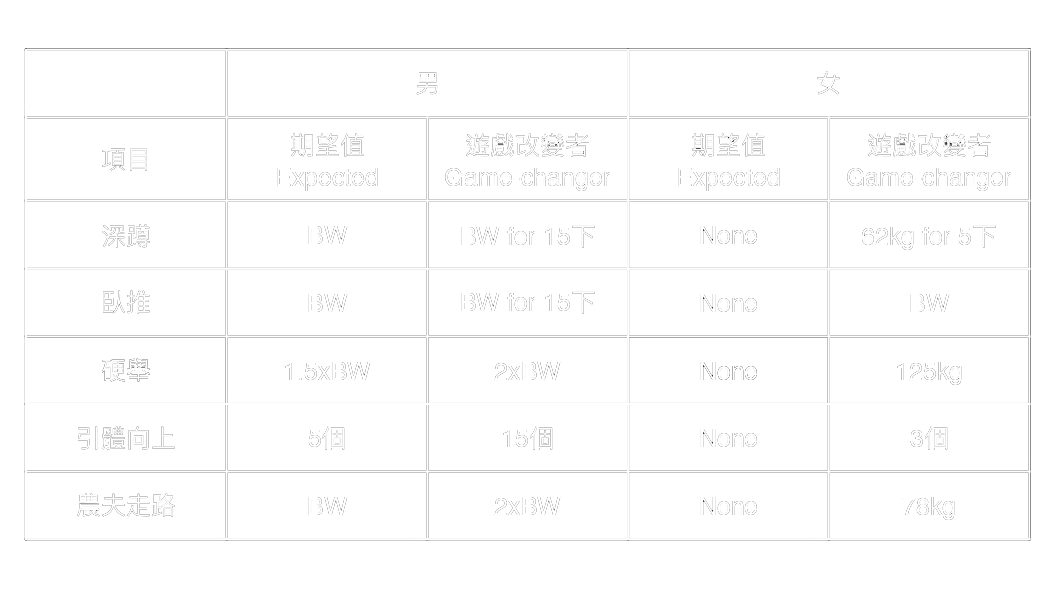 男 女
項目 期望值 遊戲改變者 期望值 遊戲改變者
Expected Game changer Expected Game changer
深蹲 BW BW for 15下 None 62kg for 5下
臥推 BW BW for 15下 None BW
硬舉 1.5xBW 2xBW None 125kg
引體向上 5個 15個 None 3個
農夫走路 BW 2xBW None 78kg